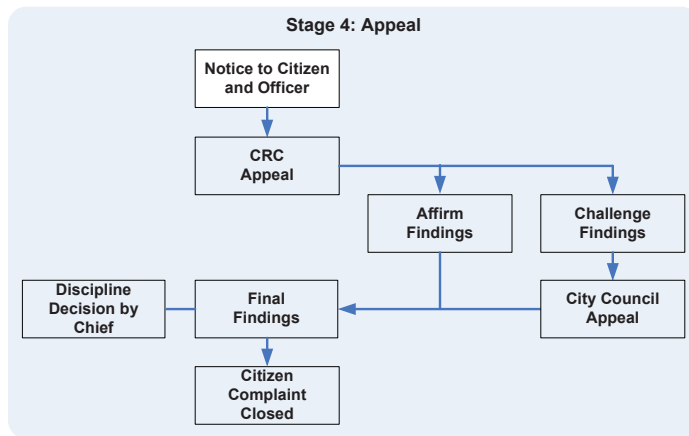 Stage 4: Appeal
Notice to Citizen
and Officer
CRC
Appeal
Affirm
Findings
Challenge
Findings
Discipline
Decision by
Chief
Final
Findings
City Council
Appeal
Citizen
Complaint
Closed